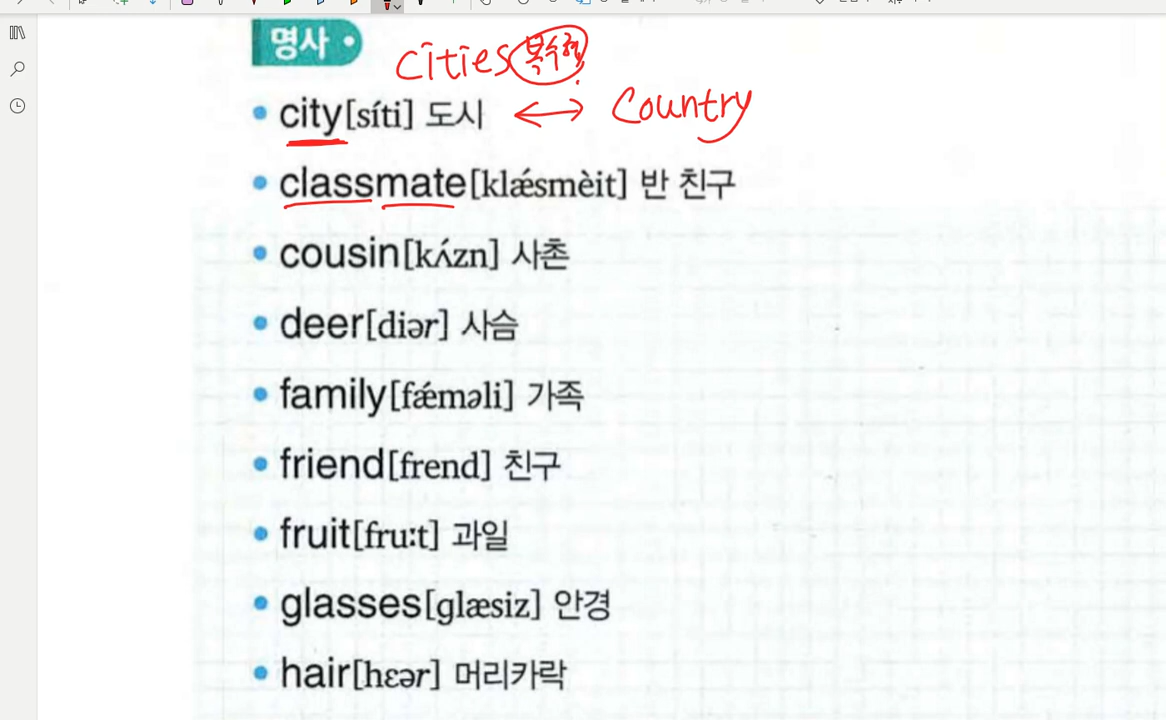 명사
cities 복수형
city[síti] 도시 ↔ Country
classmate[klǽsmèit] 반 친구
cousin[kʌ́zn] 사촌
deer[diər] 사슴
family[fǽməli] 가족
friend[frend] 친구
fruit[fru:t] 과일
glasses[glæsiz] 안경
hair[hɛər] 머리카락